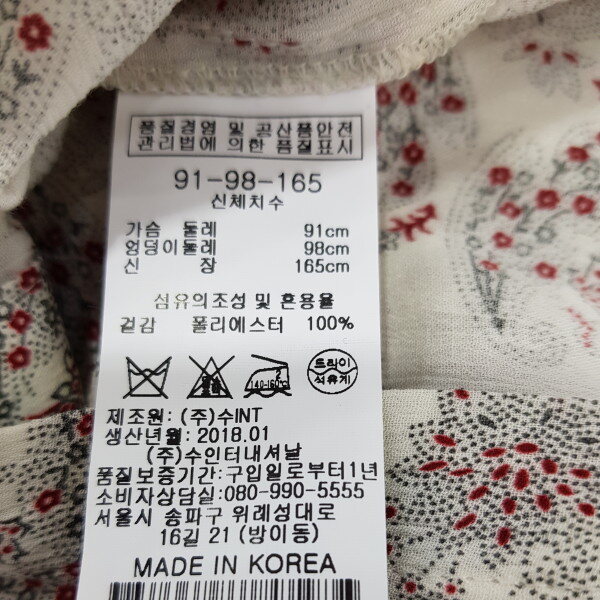 품질경영 및 공산품안전
관리법에 의한 품질표시
91-98-165
신체치수
가슴 둘레 91cm
엉덩이둘레 98cm
신 장 165cm
섬유의조성 및 혼용율
겉감 폴리에스터 100%
2
140-160℃
드라이
석유계
제조원: (주)수INT
생산년월: 2018.01
(주)수인터내셔날
품질보증기간:구입일로부터1년
소비자상담실:080-990-5555
서울시 송파구 위례성대로
16길 21 (방이동)
MADE IN KOREA